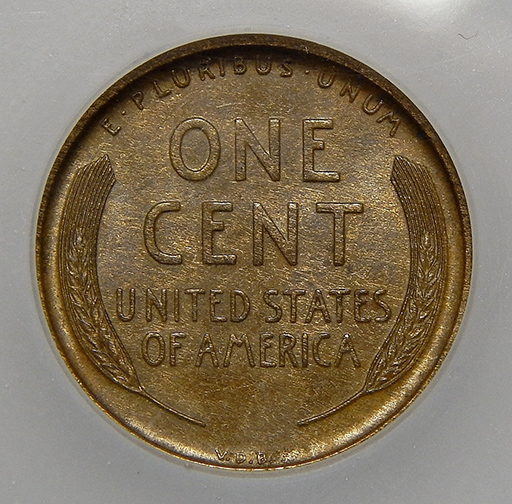 E·PLURIBUS·UNUM
ONE
CENT
UNITED STATES
OF AMERICA
V.D.B.